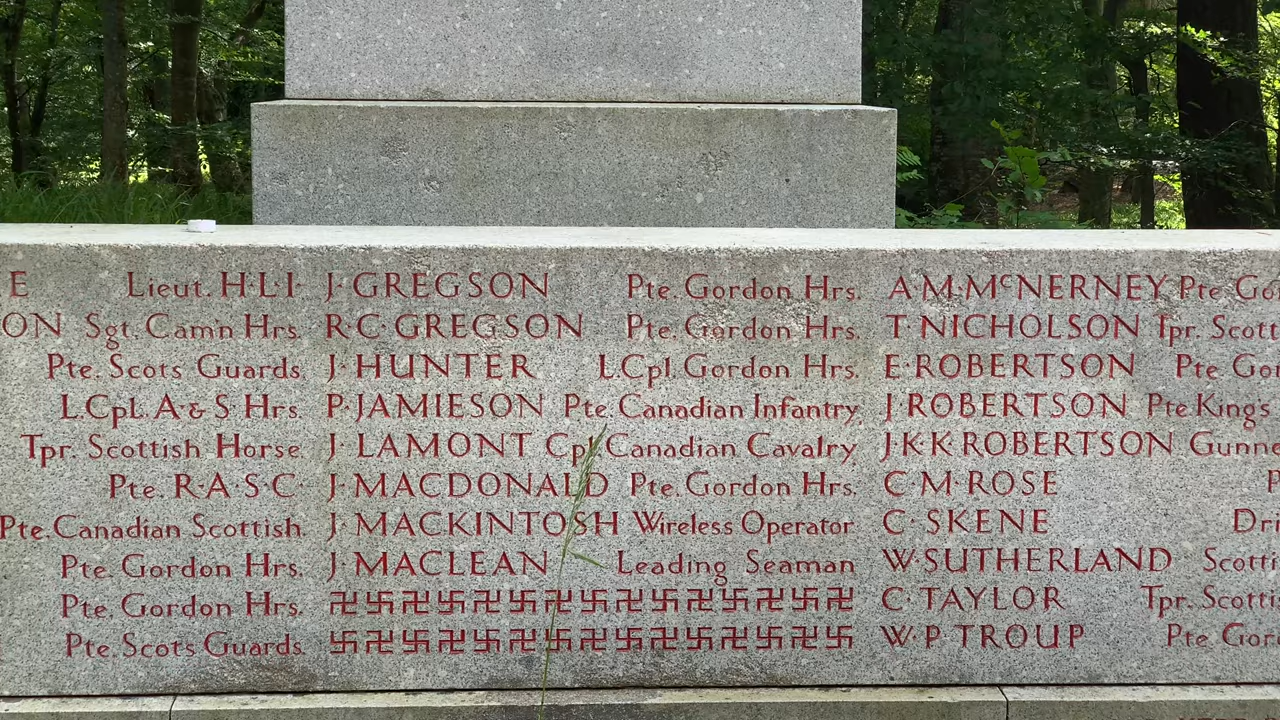 E Lieut. H·L·I·
ON Sgt. Cam'n Hrs.
Pte. Scots Guards
L.Cpl. A·&·S·Hrs.
Tpr. Scottish Horse
Pte. R·A·S·C·
Pte. Canadian Scottish.
Pte. Gordon Hrs.
Pte. Gordon Hrs.
Pte. Scots Guards
J·GREGSON Pte. Gordon Hrs.
R·C·GREGSON Pte. Gordon Hrs.
J·HUNTER L.Cpl. Gordon Hrs.
P·JAMIESON Pte. Canadian Infantry.
J·LAMONT Cpl. Canadian Cavalry.
J·MACDONALD Pte. Gordon Hrs.
J·MACKINTOSH Wireless Operator
J·MACLEAN Leading Seaman
A·M·McNERNEY Pte. Go
T·NICHOLSON Tpr. Scott
E·ROBERTSON Pte. Gor
J·ROBERTSON Pte King's
J·K·K·ROBERTSON Gunne
C·M·ROSE P
C·SKENE Dri
W·SUTHERLAND Scotti
C·TAYLOR Tpr. Scotti
W·P·TROUP Pte. Gor